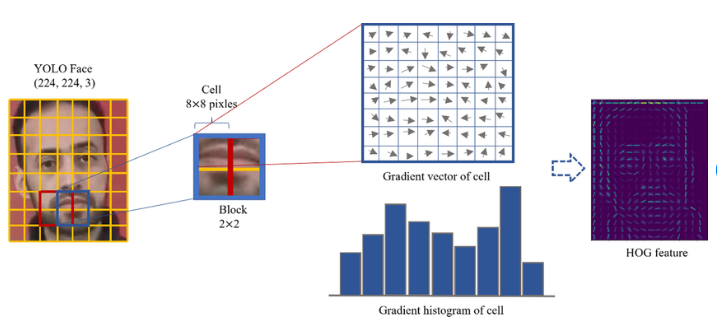 YOLO Face
(224, 224, 3)
Cell
8×8 pixles
Block
2×2
Gradient vector of cell
Gradient histogram of cell
HOG feature